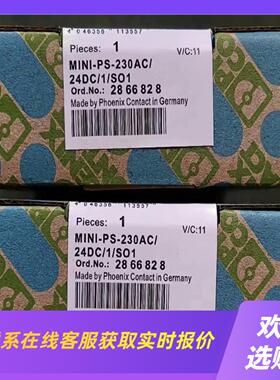 4 046356 113557
Pieces: 1
V/C:11
MINI-PS-230AC/
24DC/1/SO1
Ord.No.: 28 66 82 8
Made by Phoenix Contact in Germany
4 046356 113557
Pieces: 1
V/C:11
MINI-PS-230AC/
24DC/1/SO1
Ord.No.: 28 66 82 8
Made by Phoenix Contact in Germany
系在线客服获取实时报价
欢
选购